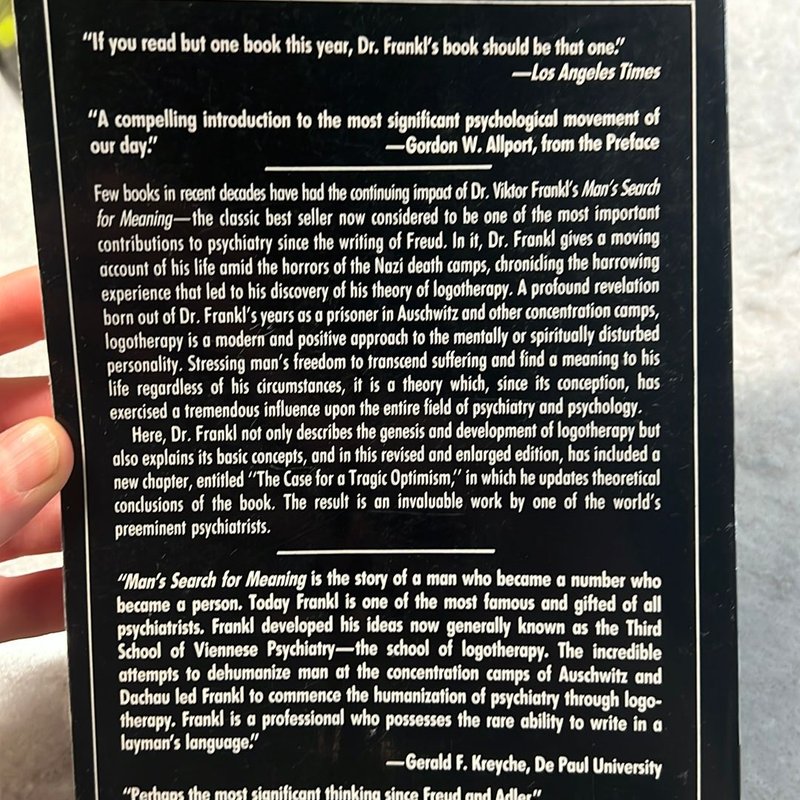 "If you read but one book this year, Dr. Frankl's book should be that one."
—Los Angeles Times
"A compelling introduction to the most significant psychological movement of
our day." —Gordon W. Allport, from the Preface
Few books in recent decades have had the continuing impact of Dr. Viktor Frankl's Man's Search
for Meaning—the classic best seller now considered to be one of the most important
contributions to psychiatry since the writing of Freud. In it, Dr. Frankl gives a moving
account of his life amid the horrors of the Nazi death camps, chronicling the harrowing
experience that led to his discovery of his theory of logotherapy. A profound revelation
born out of Dr. Frankl's years as a prisoner in Auschwitz and other concentration camps,
logotherapy is a modern and positive approach to the mentally or spiritually disturbed
personality. Stressing man's freedom to transcend suffering and find a meaning to his
life regardless of his circumstances, it is a theory which, since its conception, has
exercised a tremendous influence upon the entire field of psychiatry and psychology.
Here, Dr. Frankl not only describes the genesis and development of logotherapy but
also explains its basic concepts, and in this revised and enlarged edition, has included a
new chapter, entitled "The Case for a Tragic Optimism," in which he updates theoretical
conclusions of the book. The result is an invaluable work by one of the world's
preeminent psychiatrists.
"Man's Search for Meaning is the story of a man who became a number who
became a person. Today Frankl is one of the most famous and gifted of all
psychiatrists. Frankl developed his ideas now generally known as the Third
School of Viennese Psychiatry—the school of logotherapy. The incredible
attempts to dehumanize man at the concentration camps of Auschwitz and
Dachau led Frankl to commence the humanization of psychiatry through logo-
therapy. Frankl is a professional who possesses the rare ability to write in a
layman's language."
—Gerald F. Kreyche, De Paul University
"Perhaps the most significant thinking since Freud and Adler"